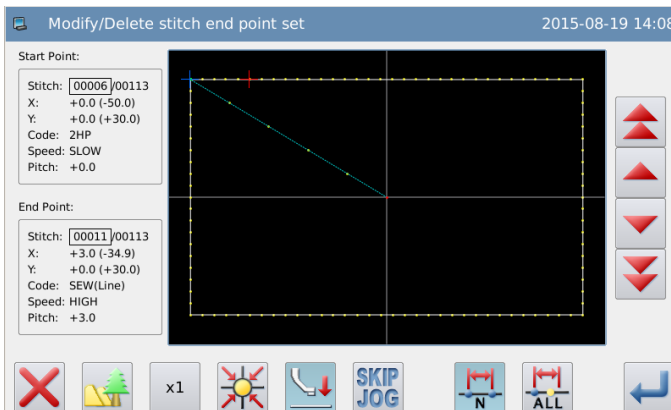 Modify/Delete stitch end point set 2015-08-19 14:08
Start Point:
Stitch: 00006/00113
X: +0.0 (-50.0)
Y: +0.0 (+30.0)
Code: 2HP
Speed: SLOW
Pitch: +0.0
End Point:
Stitch: 00011/00113
X: +3.0 (-34.9)
Y: +0.0 (+30.0)
Code: SEW(Line)
Speed: HIGH
Pitch: +3.0
x1
SKIP
JOG
N
ALL